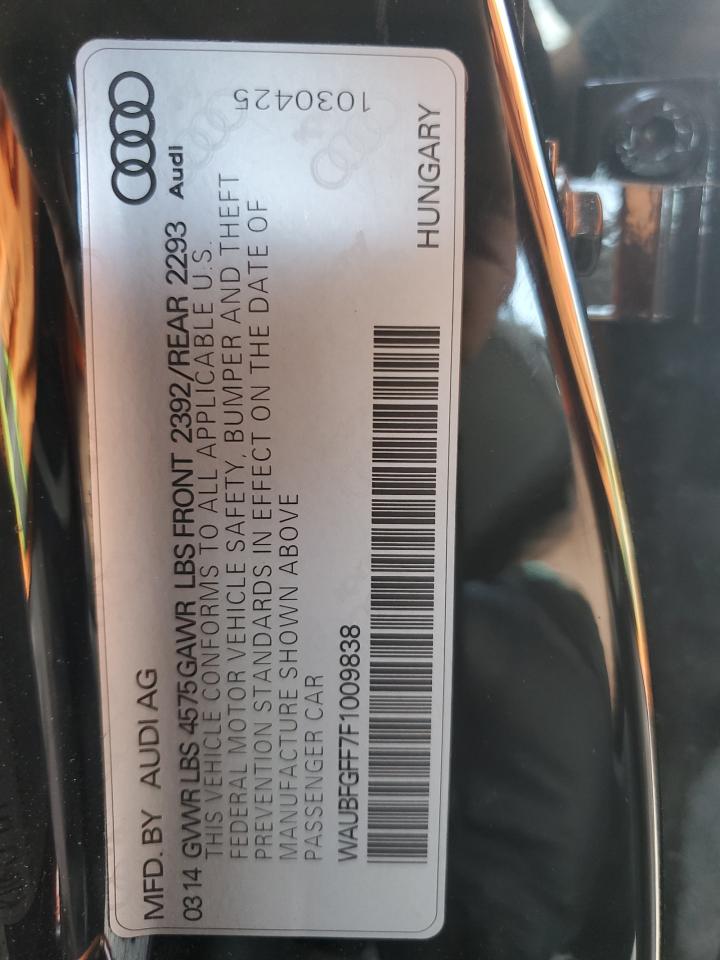 MFD. BY AUDI AG
Audi
03 14 GVWR LBS 4575 GAWR LBS FRONT 2392/REAR 2293
THIS VEHICLE CONFORMS TO ALL APPLICABLE U.S.
FEDERAL MOTOR VEHICLE SAFETY, BUMPER AND THEFT
PREVENTION STANDARDS IN EFFECT ON THE DATE OF
MANUFACTURE SHOWN ABOVE
PASSENGER CAR
1030425
WAUBFGFF7F1009838
HUNGARY